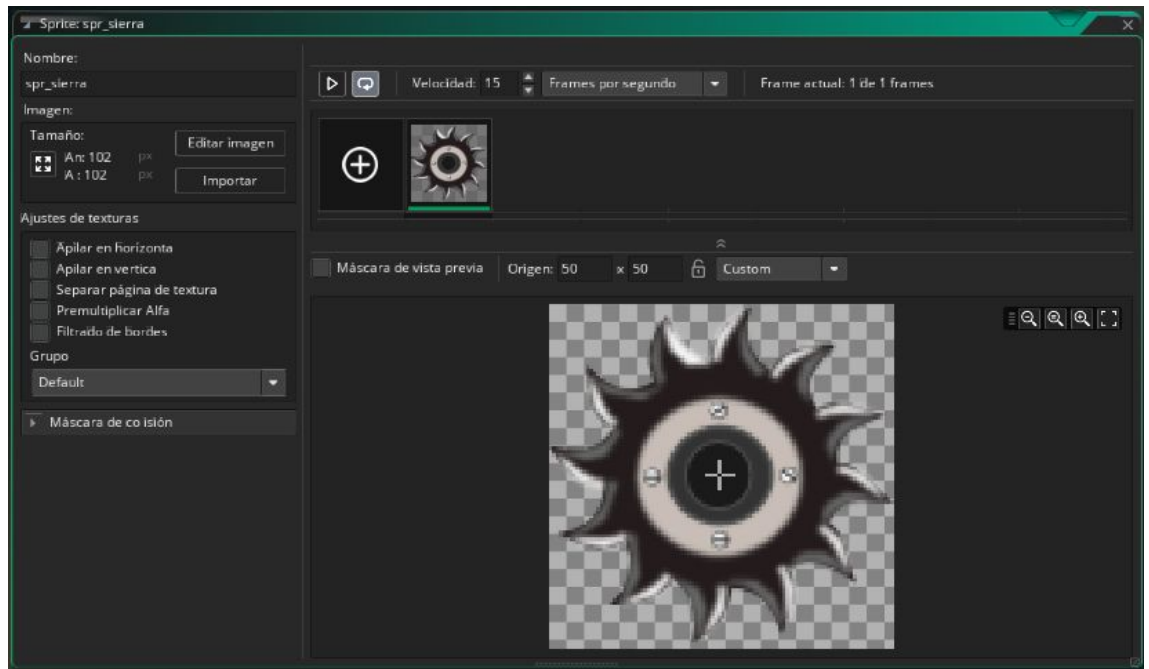 Sprite: spr_sierra
Nombre:
spr_sierra
Imagen:
Tamaño:
An: 102 px
A : 102 px
Editar imagen
Importar
Ajustes de texturas
Apilar en horizonta
Apilar en vertica
Separar página de textura
Premultiplicar Alfa
Filtrado de bordes
Grupo
Default
Máscara de co isión
Velocidad: 15
Frames por segundo
Frame actual: 1 de 1 frames
Máscara de vista previa
Origen: 50 x 50
Custom